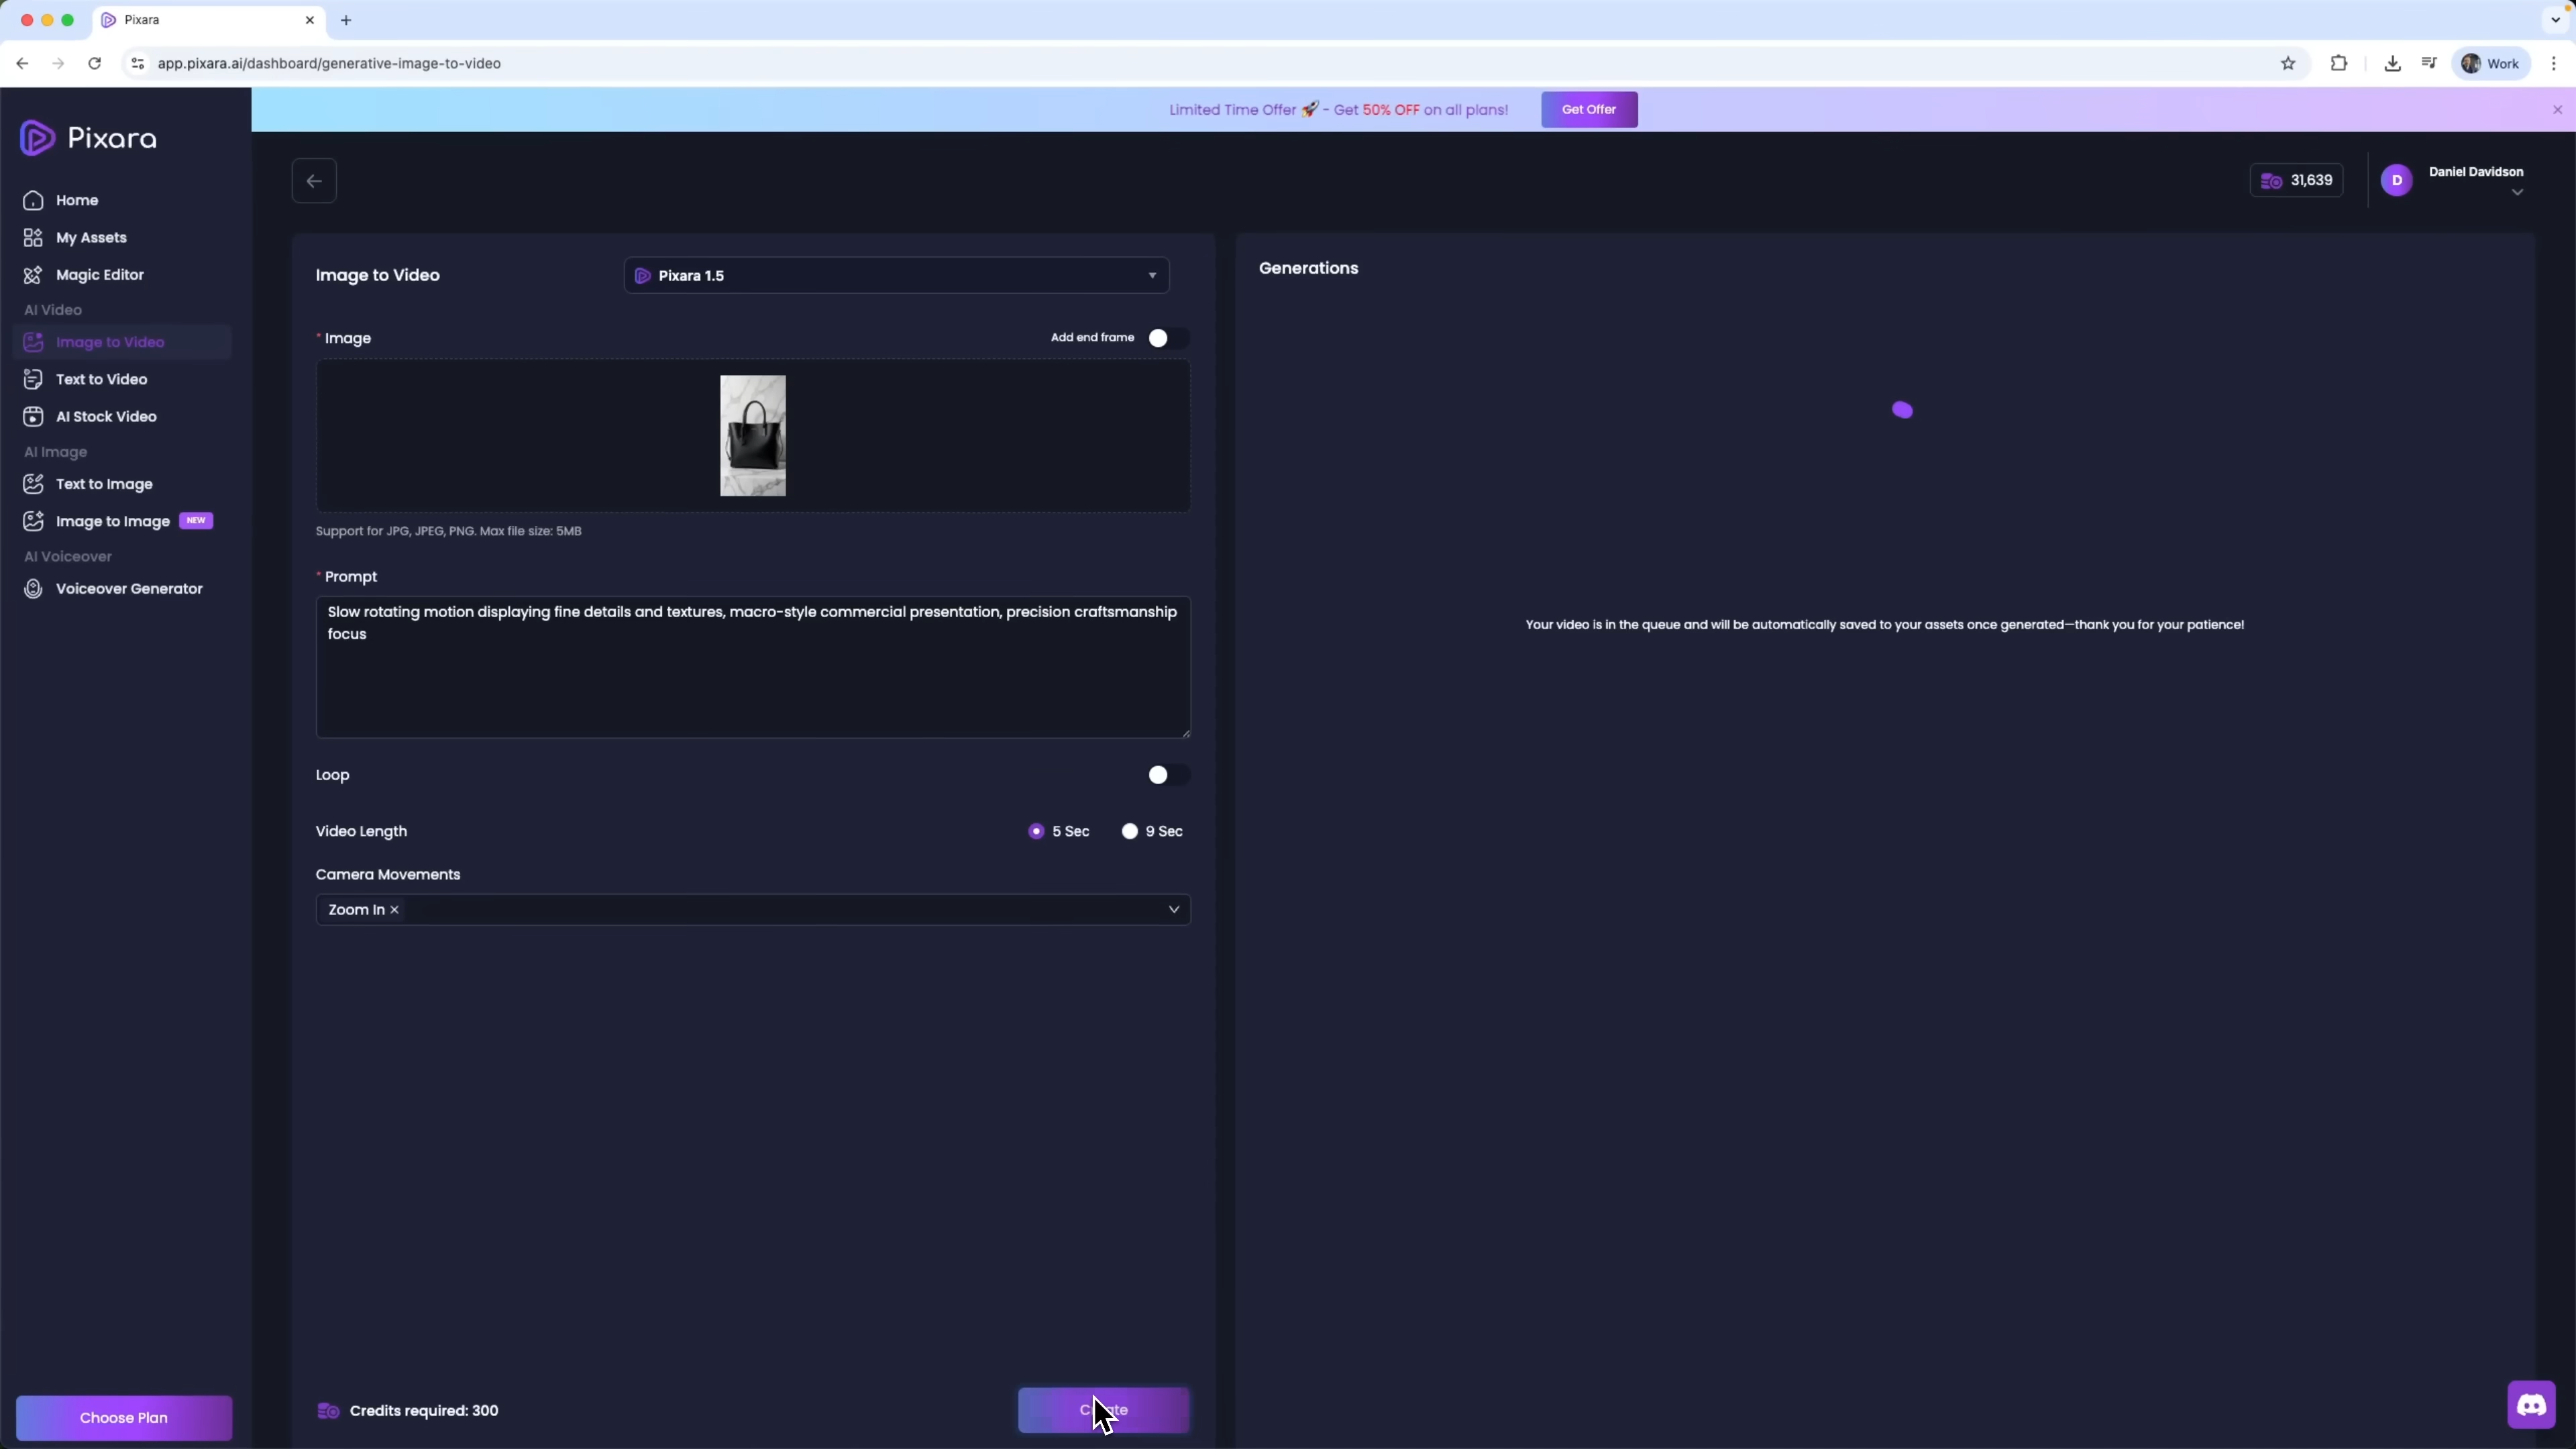 Pixara
app.pixara.ai/dashboard/generative-image-to-video
Work
Limited Time Offer 🚀 - Get 50% OFF on all plans!
Get Offer
Pixara
31,639
D
Daniel Davidson
Home
My Assets
Magic Editor
AI Video
Image to Video
Text to Video
AI Stock Video
AI Image
Text to Image
Image to Image NEW
AI Voiceover
Voiceover Generator
Choose Plan
Image to Video
Pixara 1.5
* Image
Add end frame
Support for JPG, JPEG, PNG. Max file size: 5MB
* Prompt
Slow rotating motion displaying fine details and textures, macro-style commercial presentation, precision craftsmanship
focus
Loop
Video Length
5 Sec
9 Sec
Camera Movements
Zoom In
Credits required: 300
Generations
Your video is in the queue and will be automatically saved to your assets once generated—thank you for your patience!